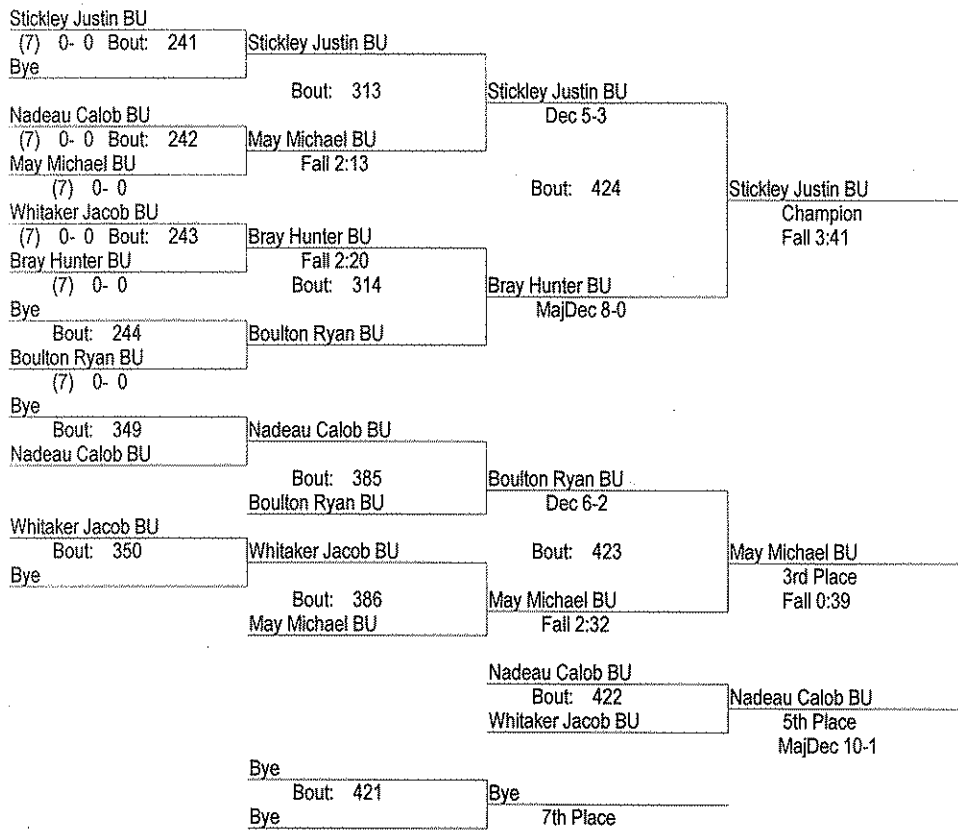 Stickley Justin BU
(7) 0- 0 Bout: 241
Bye
Stickley Justin BU
Bout: 313
Nadeau Calob BU
(7) 0- 0 Bout: 242
May Michael BU
(7) 0- 0
May Michael BU
Fall 2:13
Stickley Justin BU
Dec 5-3
Bout: 424
Whitaker Jacob BU
(7) 0- 0 Bout: 243
Bray Hunter BU
(7) 0- 0
Bray Hunter BU
Fall 2:20
Bout: 314
Bye
Bout: 244
Boulton Ryan BU
(7) 0- 0
Boulton Ryan BU
Bray Hunter BU
MajDec 8-0
Stickley Justin BU
Champion
Fall 3:41
Bye
Bout: 349
Nadeau Calob BU
Nadeau Calob BU
Bout: 385
Boulton Ryan BU
Boulton Ryan BU
Dec 6-2
Bout: 423
Whitaker Jacob BU
Bout: 350
Bye
Whitaker Jacob BU
Bout: 386
May Michael BU
May Michael BU
Fall 2:32
May Michael BU
3rd Place
Fall 0:39
Nadeau Calob BU
Bout: 422
Whitaker Jacob BU
Nadeau Calob BU
5th Place
MajDec 10-1
Bye
Bout: 421
Bye
Bye
7th Place